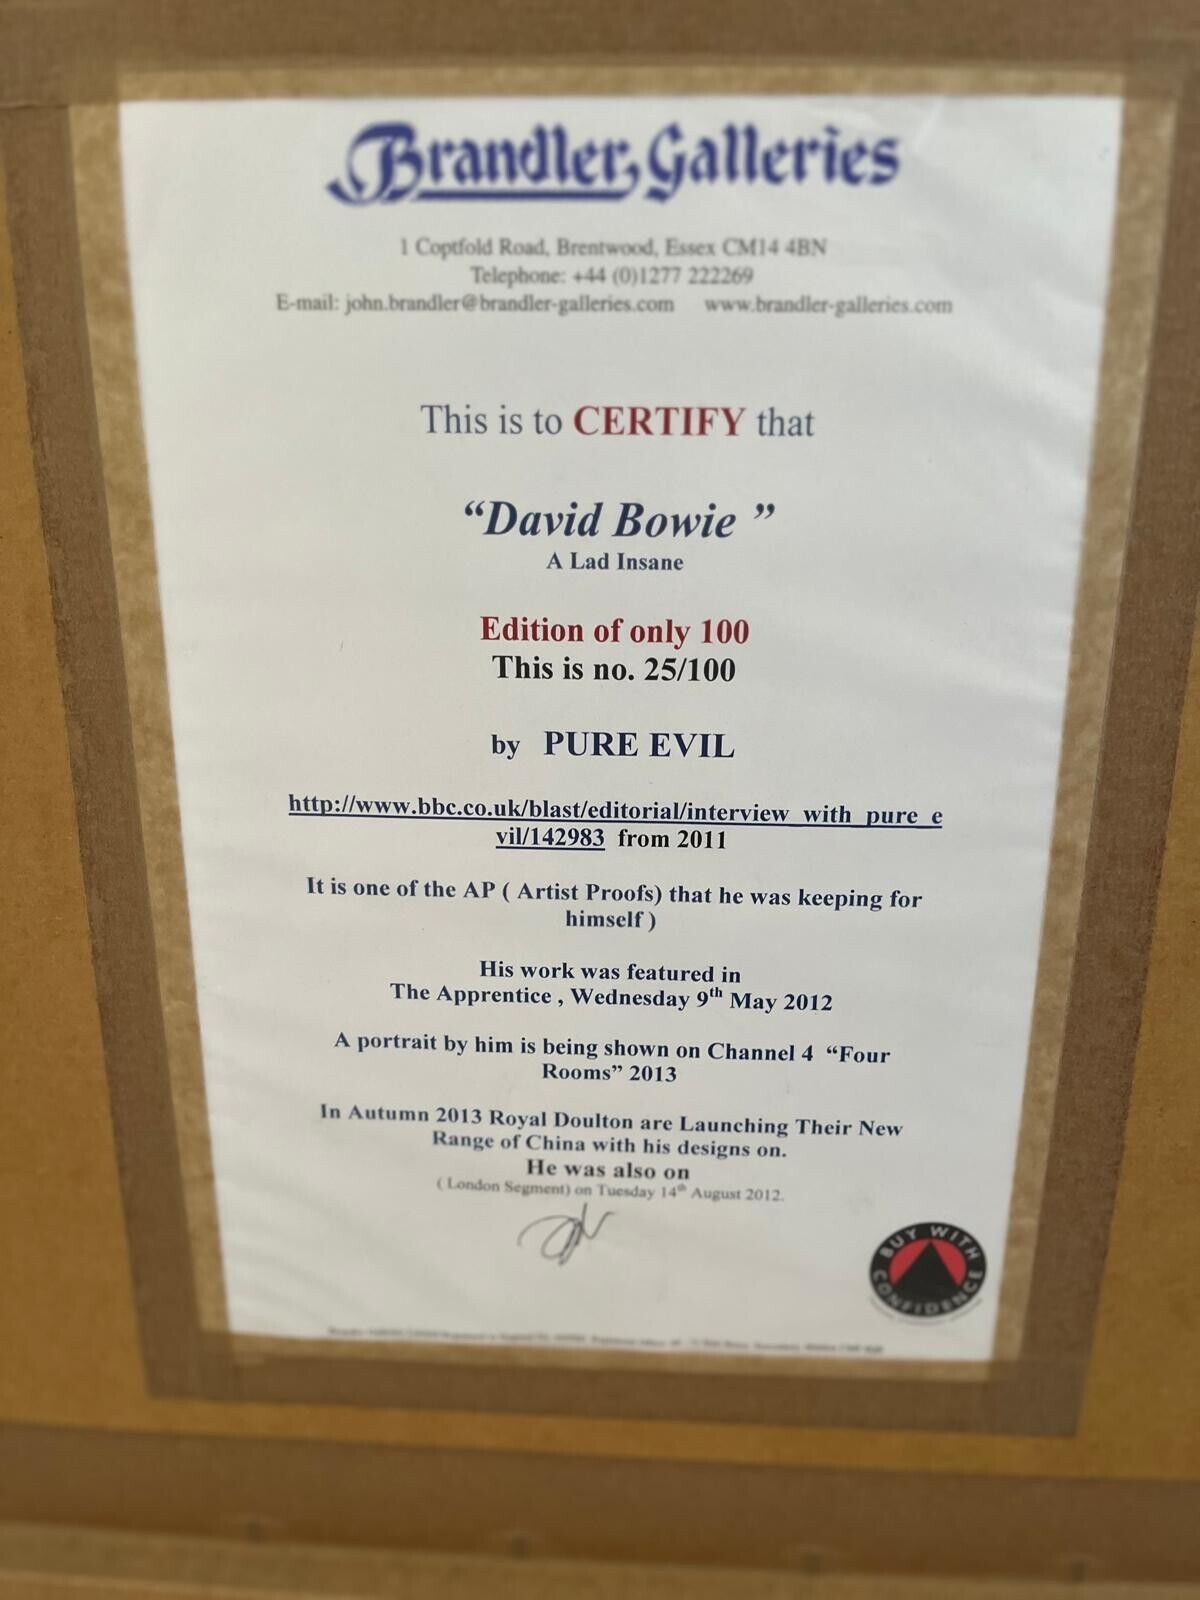 Brandler Galleries
1 Coptfold Road, Brentwood, Essex CM14 4BN
Telephone: +44 (0)1277 222269
E-mail: john.brandler@brandler-galleries.com www.brandler-galleries.com
This is to CERTIFY that
“David Bowie ”
A Lad Insane
Edition of only 100
This is no. 25/100
by PURE EVIL
http://www.bbc.co.uk/blast/editorial/interview_with_pure_e
vil/142983 from 2011
It is one of the AP ( Artist Proofs) that he was keeping for
himself )
His work was featured in
The Apprentice , Wednesday 9th May 2012
A portrait by him is being shown on Channel 4 “Four
Rooms” 2013
In Autumn 2013 Royal Doulton are Launching Their New
Range of China with his designs on.
He was also on
( London Segment) on Tuesday 14th August 2012.
BUY WITH
CONFIDENCE